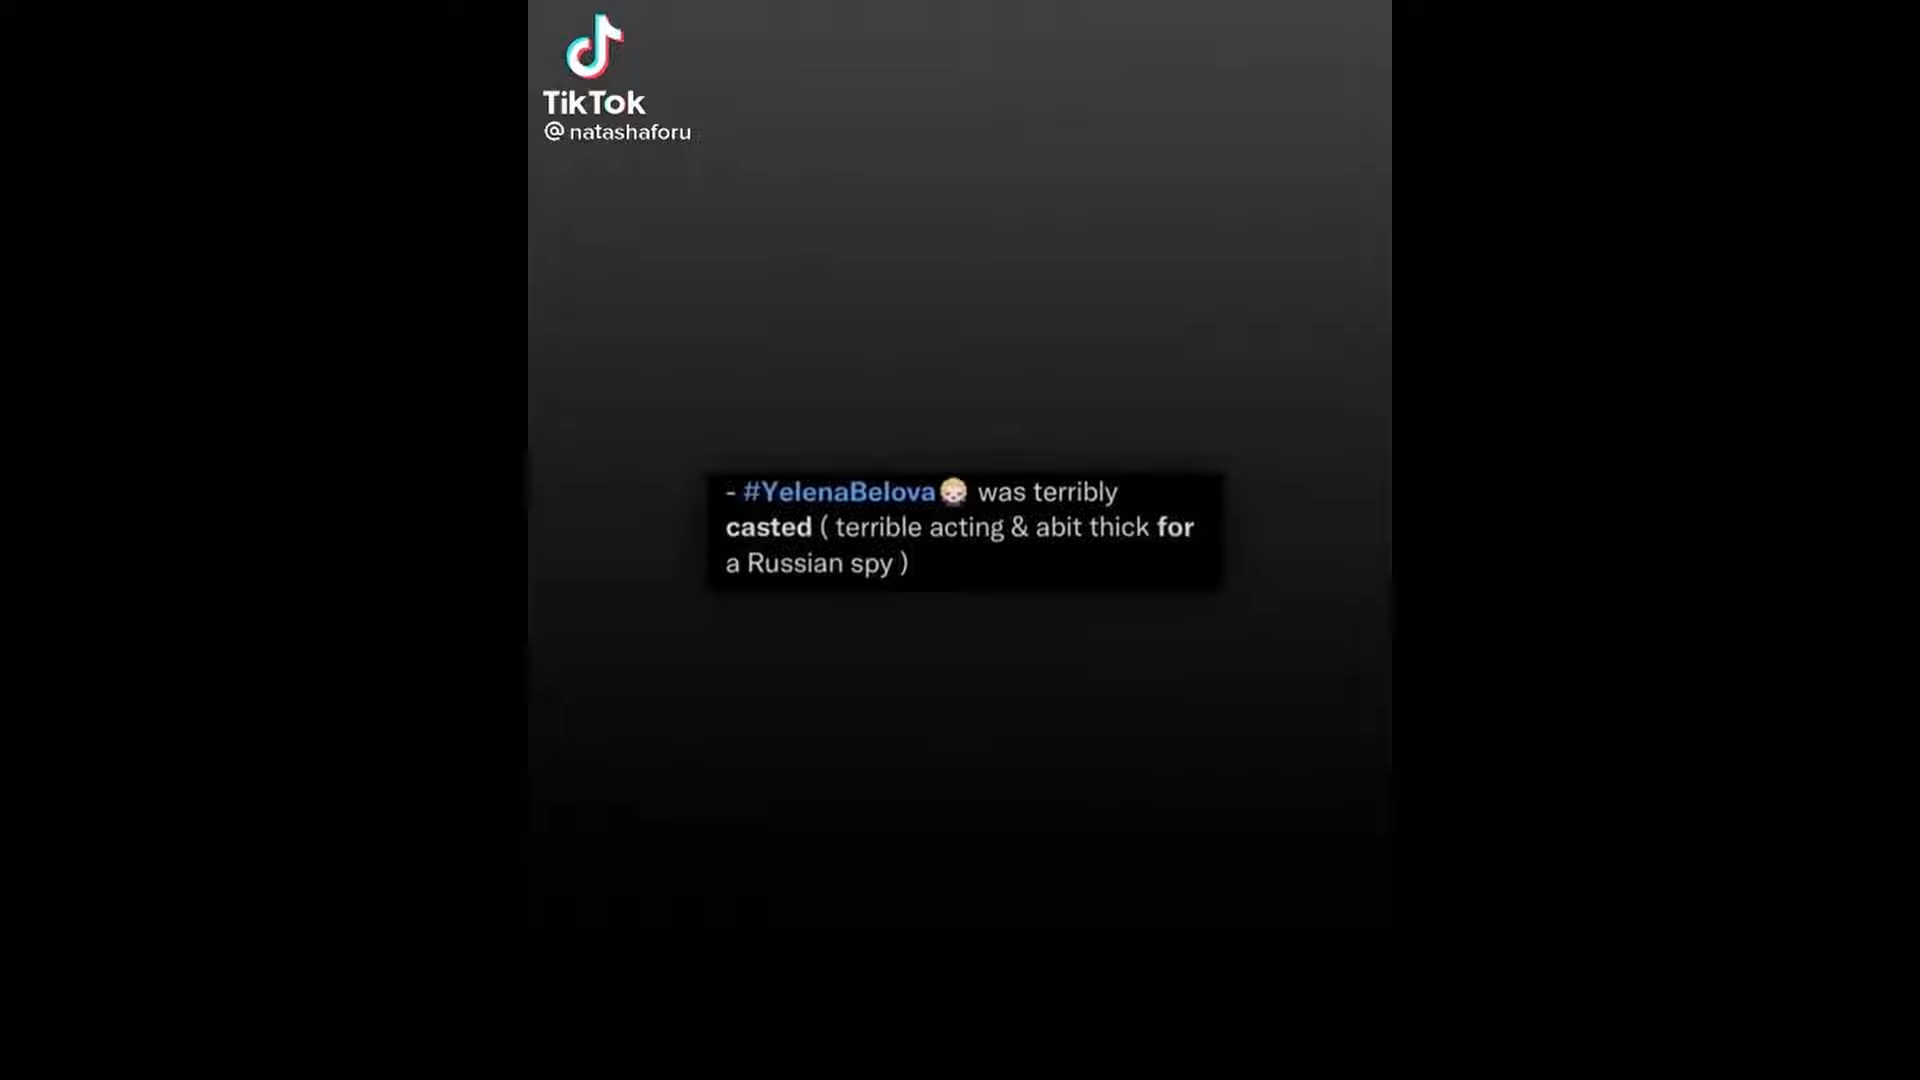 TikTok
@natashaforu
- #YelenaBelova was terribly
casted ( terrible acting & abit thick for
a Russian spy )